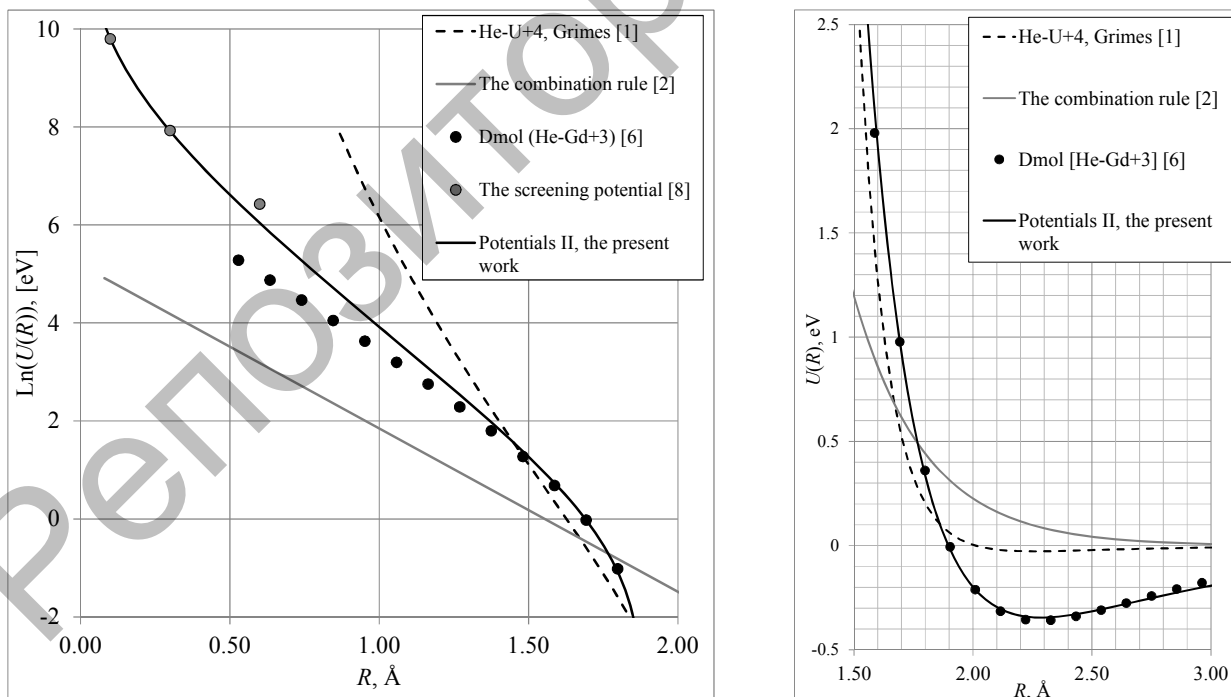 10
8
6
4
2
0
-2
0.00
0.50
1.00
1.50
2.00
Ln(U(R)), [eV]
R, Å
He-U+4, Grimes [1]
The combination rule [2]
Dmol (He-Gd+3) [6]
The screening potential [8]
Potentials II, the present
work
Репозитор
2.5
2
1.5
1
0.5
0
-0.5
1.50
2.00
2.50
3.00
U(R), eV
R, Å
He-U+4, Grimes [1]
The combination rule [2]
Dmol [He-Gd+3] [6]
Potentials II, the present
work